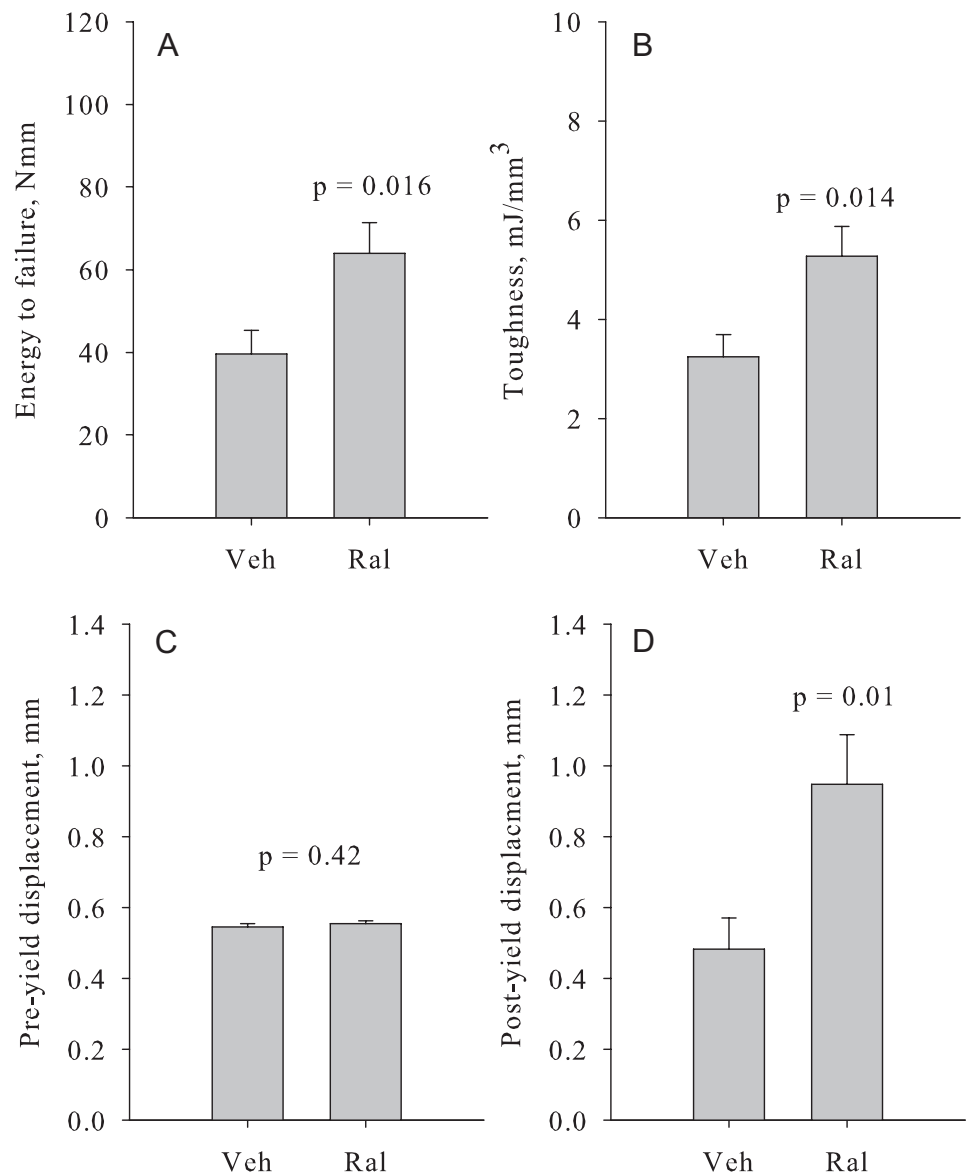 A
Energy to failure, Nmm
120
100
80
60
40
20
0
p = 0.016
Veh Ral
B
Toughness, mJ/mm³
10
8
6
4
2
0
p = 0.014
Veh Ral
C
Pre-yield displacement, mm
1.4
1.2
1.0
0.8
0.6
0.4
0.2
0.0
p = 0.42
Veh Ral
D
Post-yield displacment, mm
1.4
1.2
1.0
0.8
0.6
0.4
0.2
0.0
p = 0.01
Veh Ral